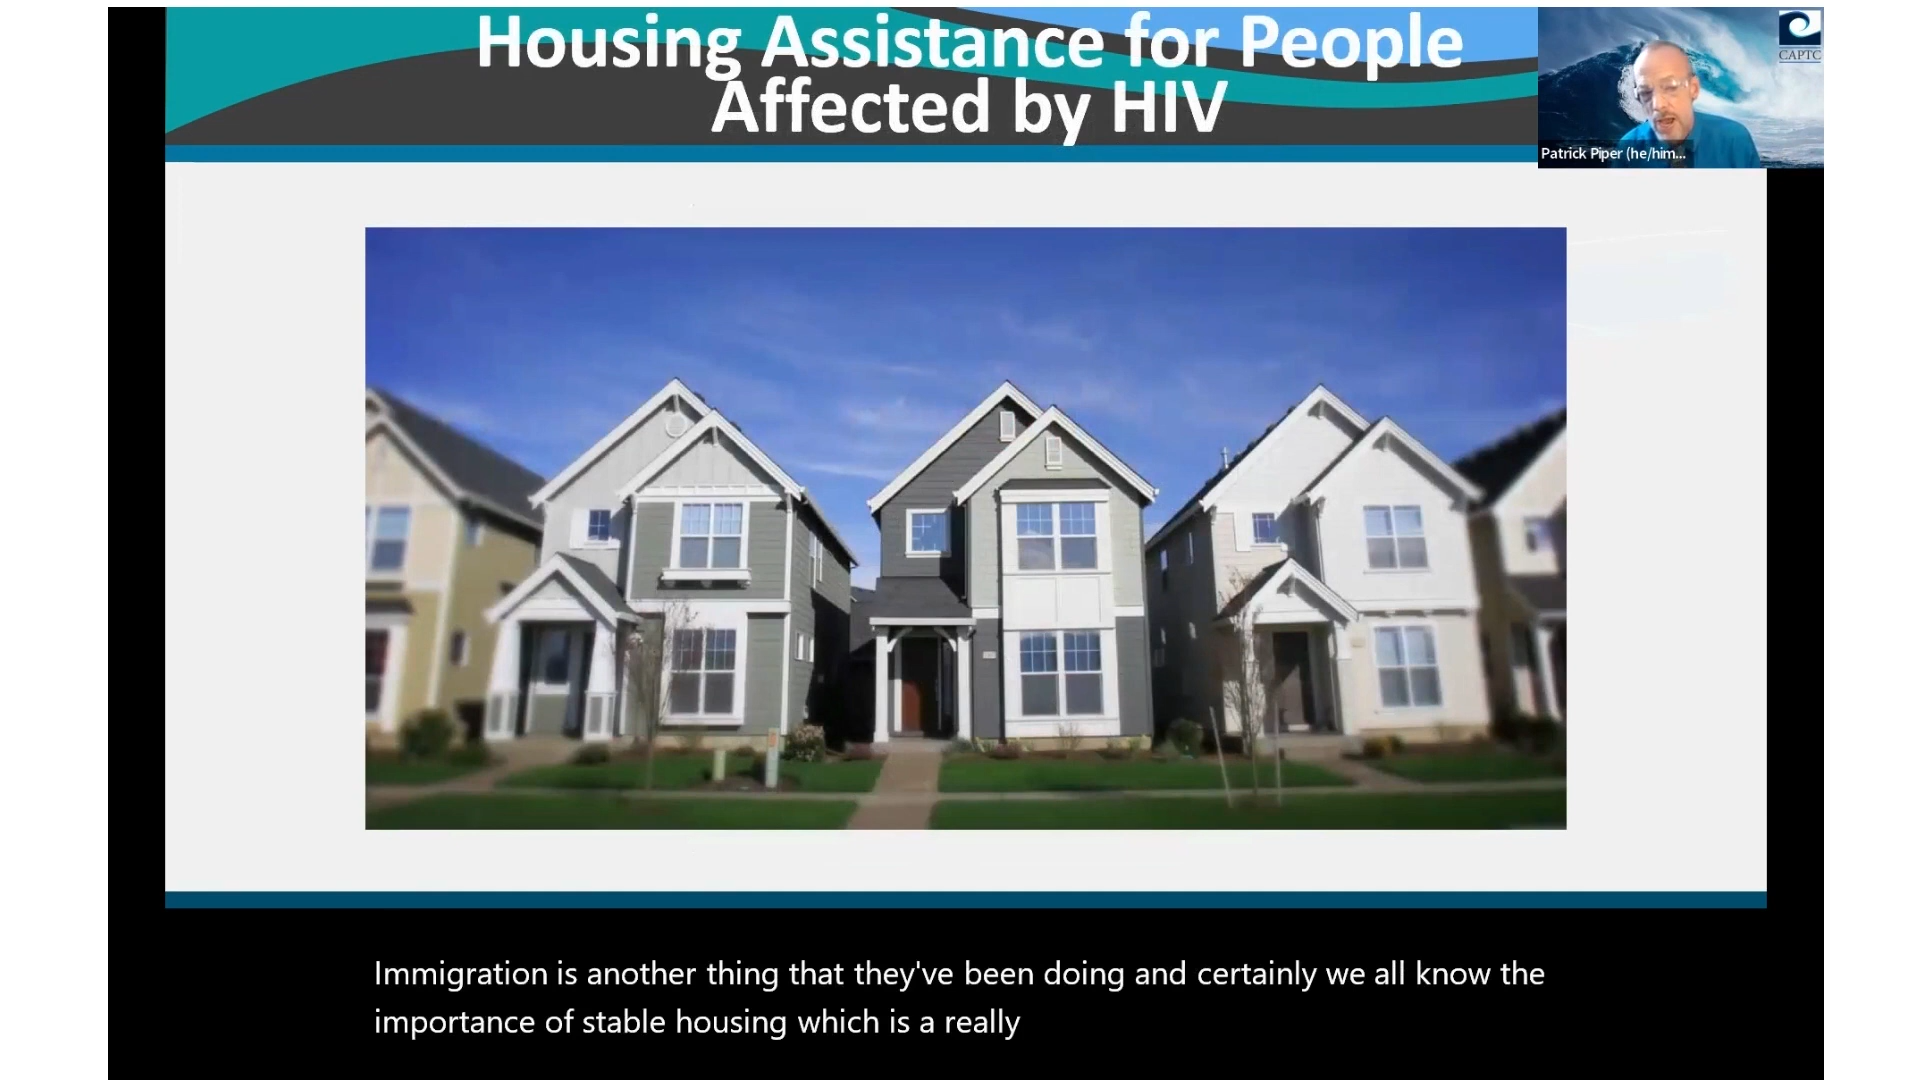 Housing Assistance for People
Affected by HIV
CAPTC
Patrick Piper (he/him...
Immigration is another thing that they've been doing and certainly we all know the
importance of stable housing which is a really